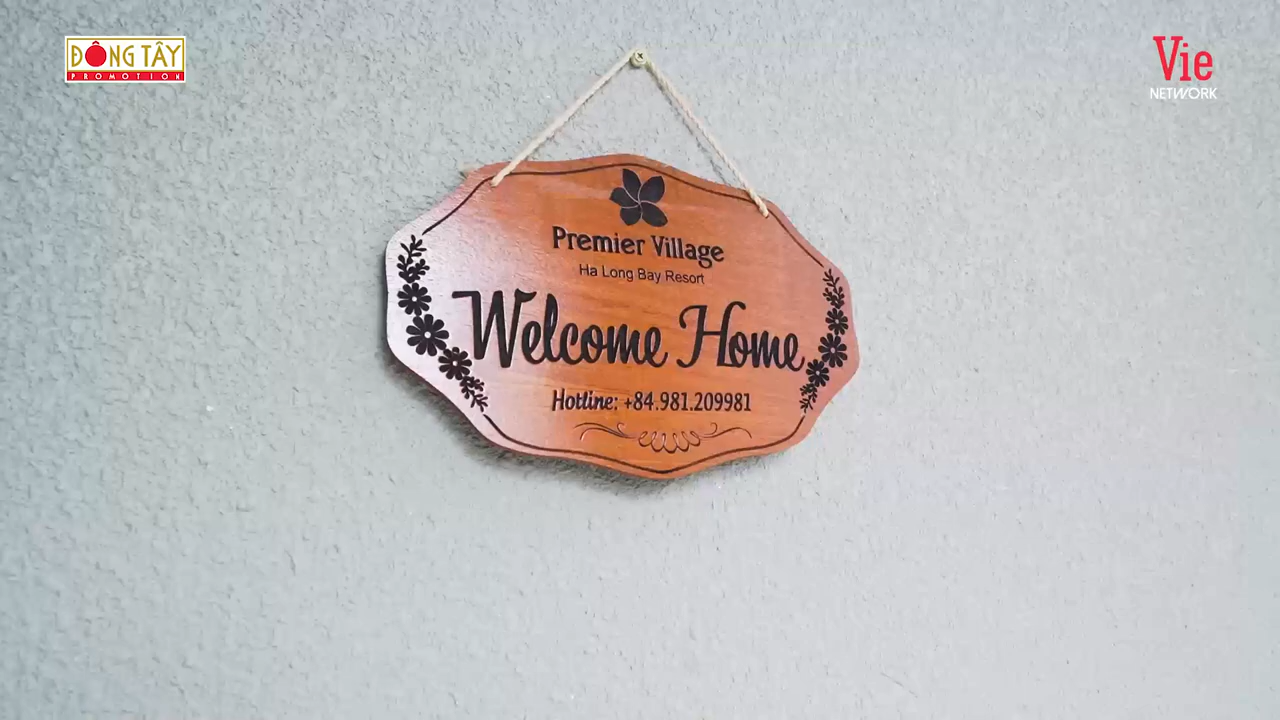 ĐÔNG TÂY
PROMOTION
Vie
NETWORK
Premier Village
Ha Long Bay Resort
Welcome Home
Hotline: +84.981.209981